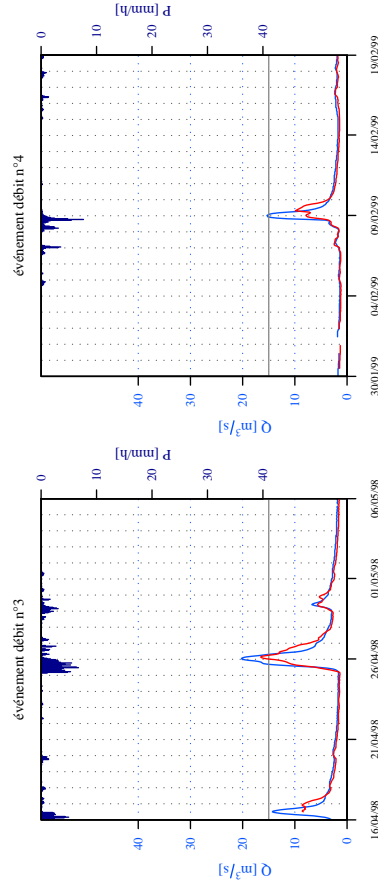 événement débit n°3
0 10 20 30 40
P [mm/h]
0 10 20 30 40
Q [m³/s]
16/04/98 21/04/98 26/04/98 01/05/98 06/05/98
événement débit n°4
0 10 20 30 40
P [mm/h]
0 10 20 30 40
Q [m³/s]
30/01/99 04/02/99 09/02/99 14/02/99 19/02/99